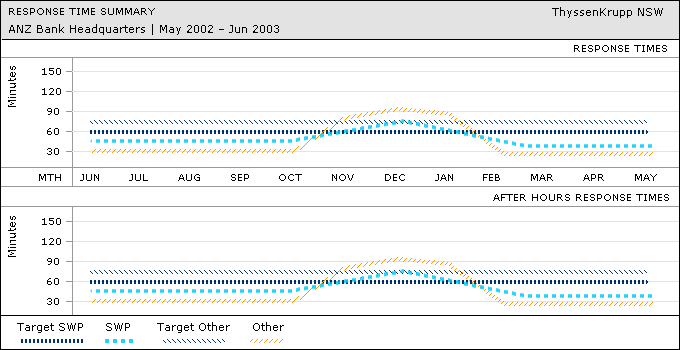 RESPONSE TIME SUMMARY ThyssenKrupp NSW
ANZ Bank Headquarters | May 2002 – Jun 2003
RESPONSE TIMES
Minutes
150
120
90
60
30
MTH JUN JUL AUG SEP OCT NOV DEC JAN FEB MAR APR MAY
AFTER HOURS RESPONSE TIMES
Minutes
150
120
90
60
30
Target SWP SWP Target Other Other